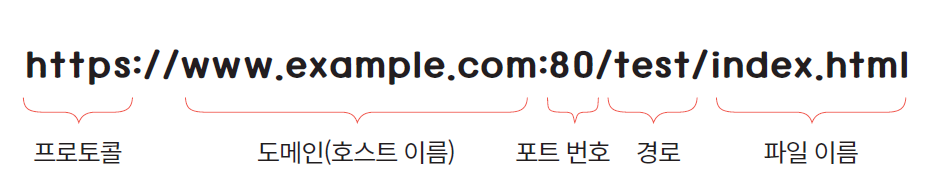 https://www.example.com:80/test/index.html
프로토콜 도메인(호스트 이름) 포트 번호 경로 파일 이름